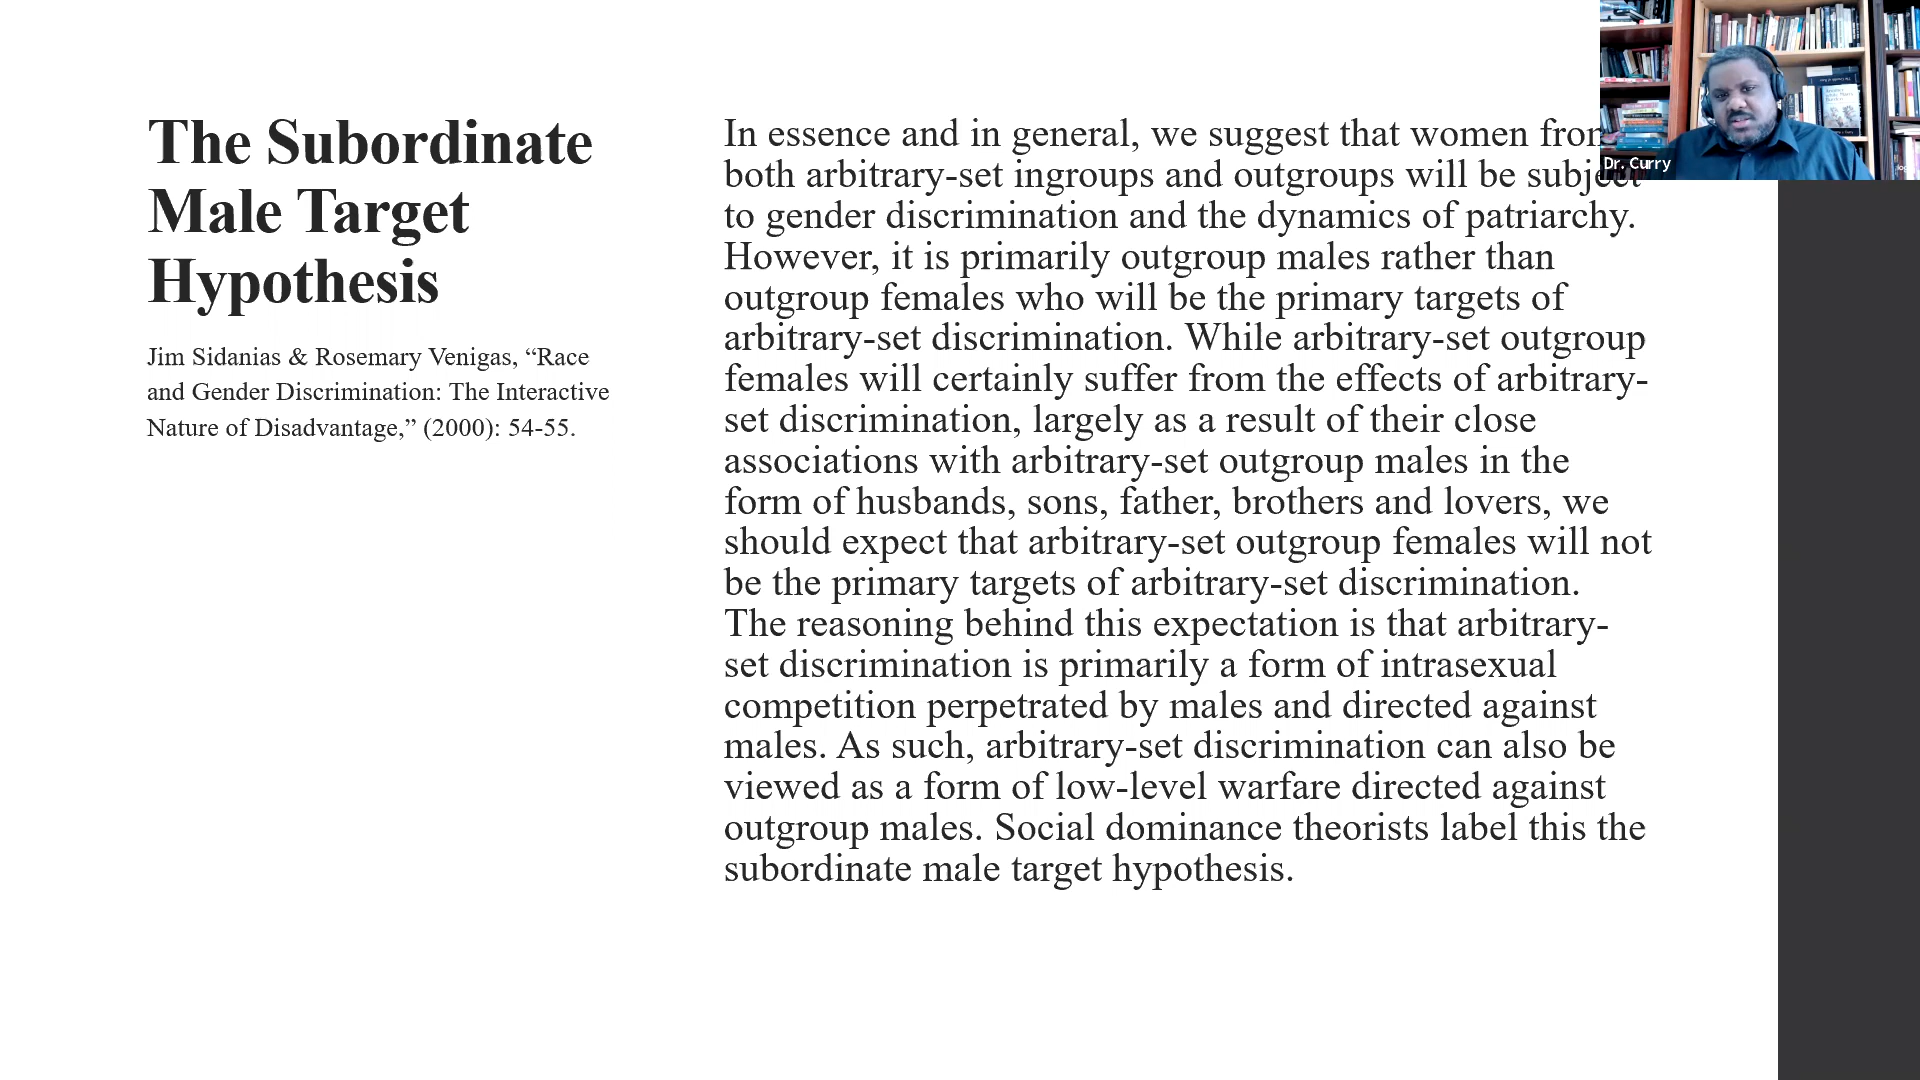 The Subordinate
Male Target
Hypothesis
Jim Sidanias & Rosemary Venigas, “Race
and Gender Discrimination: The Interactive
Nature of Disadvantage,” (2000): 54-55.
In essence and in general, we suggest that women from
both arbitrary-set ingroups and outgroups will be subject
to gender discrimination and the dynamics of patriarchy.
However, it is primarily outgroup males rather than
outgroup females who will be the primary targets of
arbitrary-set discrimination. While arbitrary-set outgroup
females will certainly suffer from the effects of arbitrary-
set discrimination, largely as a result of their close
associations with arbitrary-set outgroup males in the
form of husbands, sons, father, brothers and lovers, we
should expect that arbitrary-set outgroup females will not
be the primary targets of arbitrary-set discrimination.
The reasoning behind this expectation is that arbitrary-
set discrimination is primarily a form of intrasexual
competition perpetrated by males and directed against
males. As such, arbitrary-set discrimination can also be
viewed as a form of low-level warfare directed against
outgroup males. Social dominance theorists label this the
subordinate male target hypothesis.
Dr. Curry